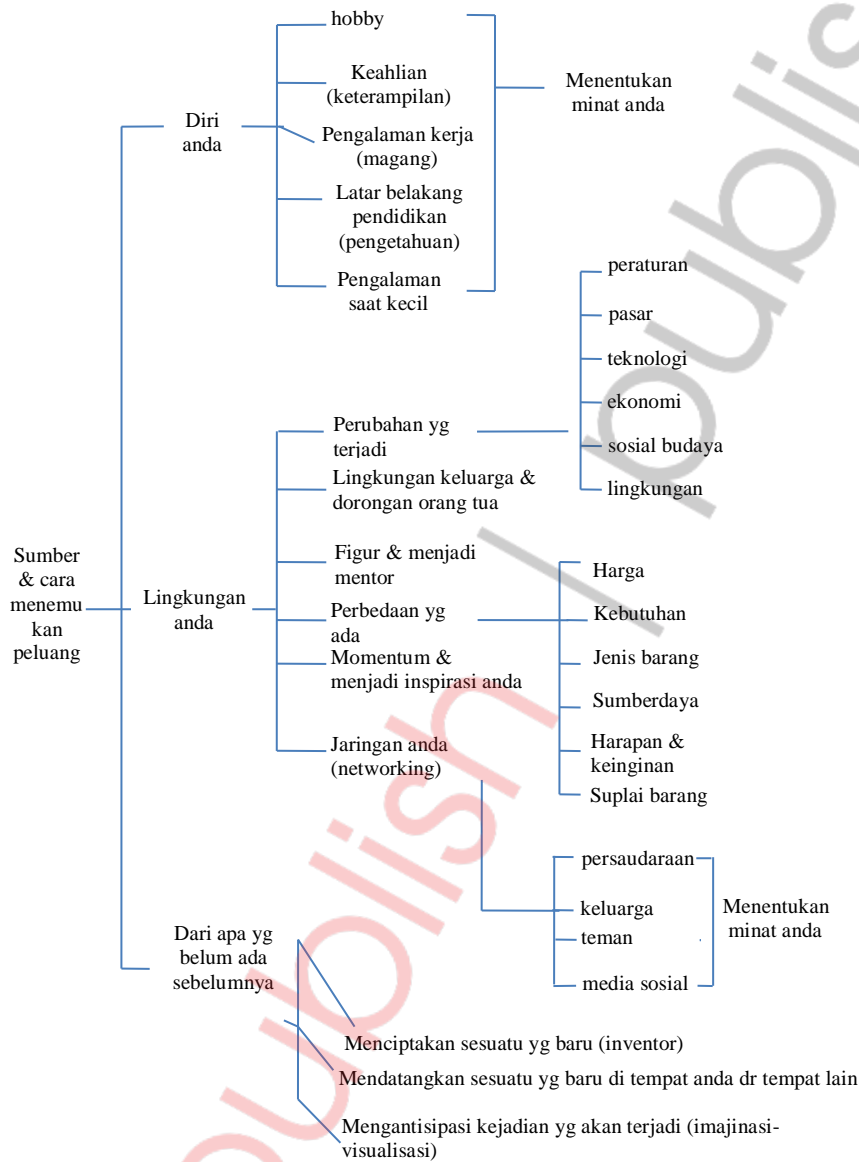 Sumber
& cara
menemu
kan
peluang
Diri
anda
hobby
Keahlian
(keterampilan)
Pengalaman kerja
(magang)
Latar belakang
pendidikan
(pengetahuan)
Pengalaman
saat kecil
Menentukan
minat anda
Lingkungan
anda
Perubahan yg
terjadi
peraturan
pasar
teknologi
ekonomi
sosial budaya
lingkungan
Lingkungan keluarga &
dorongan orang tua
Figur & menjadi
mentor
Perbedaan yg
ada
Harga
Kebutuhan
Jenis barang
Sumberdaya
Harapan &
keinginan
Suplai barang
Momentum &
menjadi inspirasi anda
Jaringan anda
(networking)
persaudaraan
keluarga
teman
media sosial
Menentukan
minat anda
Dari apa yg
belum ada
sebelumnya
Menciptakan sesuatu yg baru (inventor)
Mendatangkan sesuatu yg baru di tempat anda dr tempat lain
Mengantisipasi kejadian yg akan terjadi (imajinasi-
visualisasi)
publish | publis